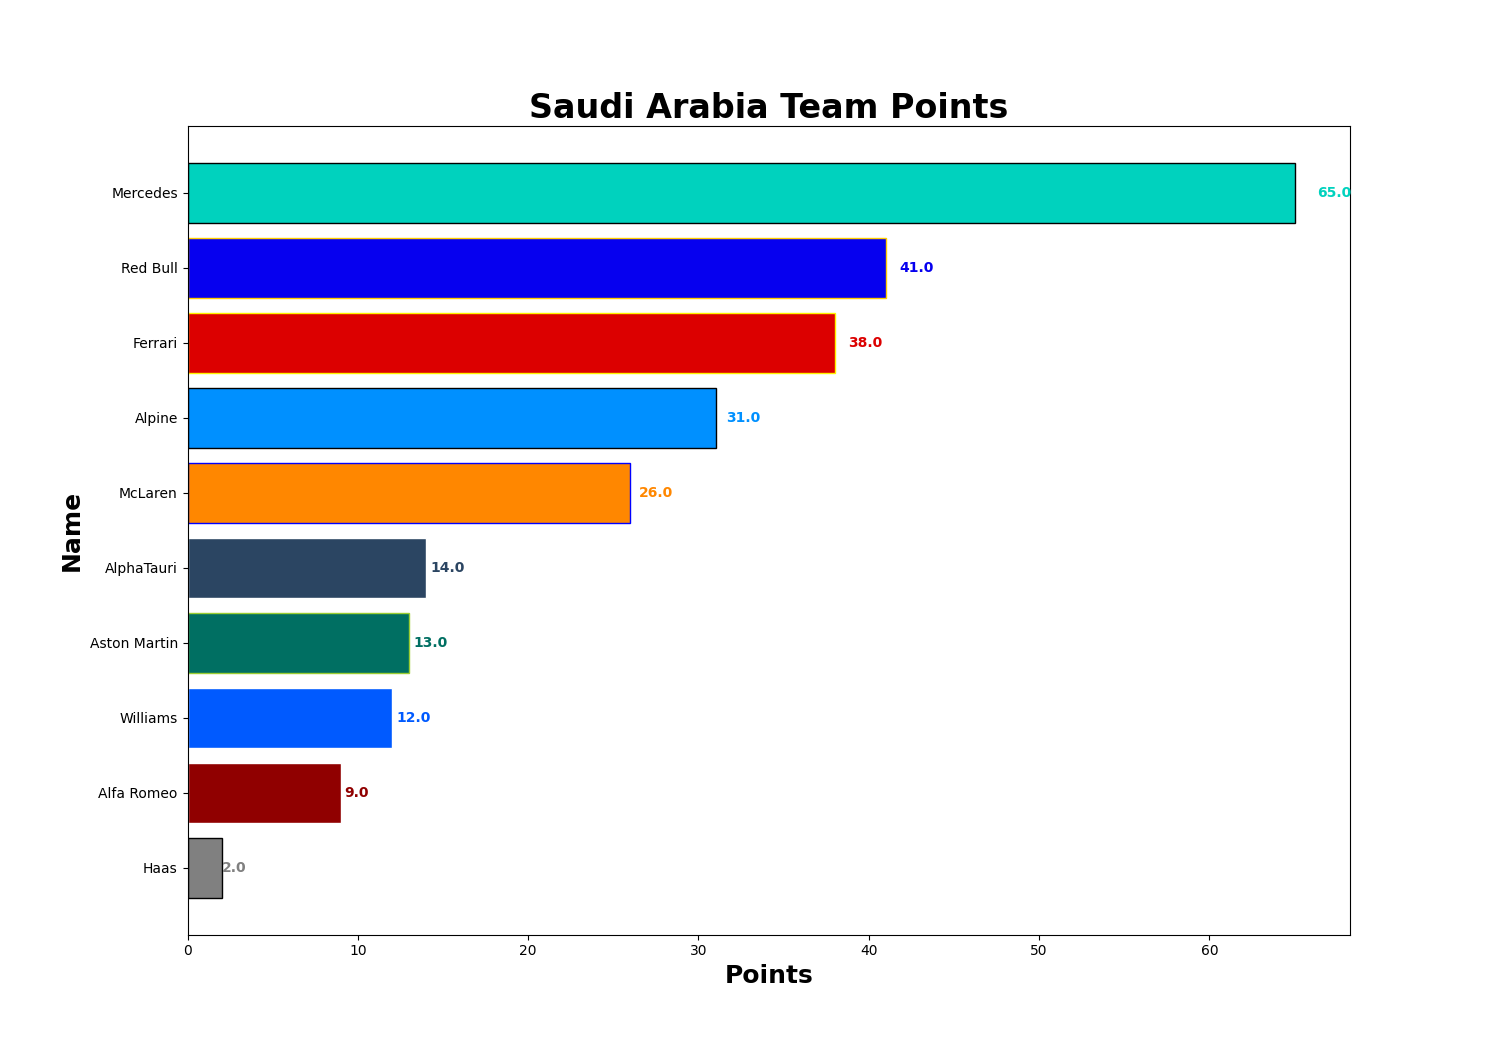 Saudi Arabia Team Points
Mercedes 65.0
Red Bull 41.0
Ferrari 38.0
Alpine 31.0
McLaren 26.0
Name
AlphaTauri 14.0
Aston Martin 13.0
Williams 12.0
Alfa Romeo 9.0
Haas 2.0
0 10 20 30 40 50 60
Points